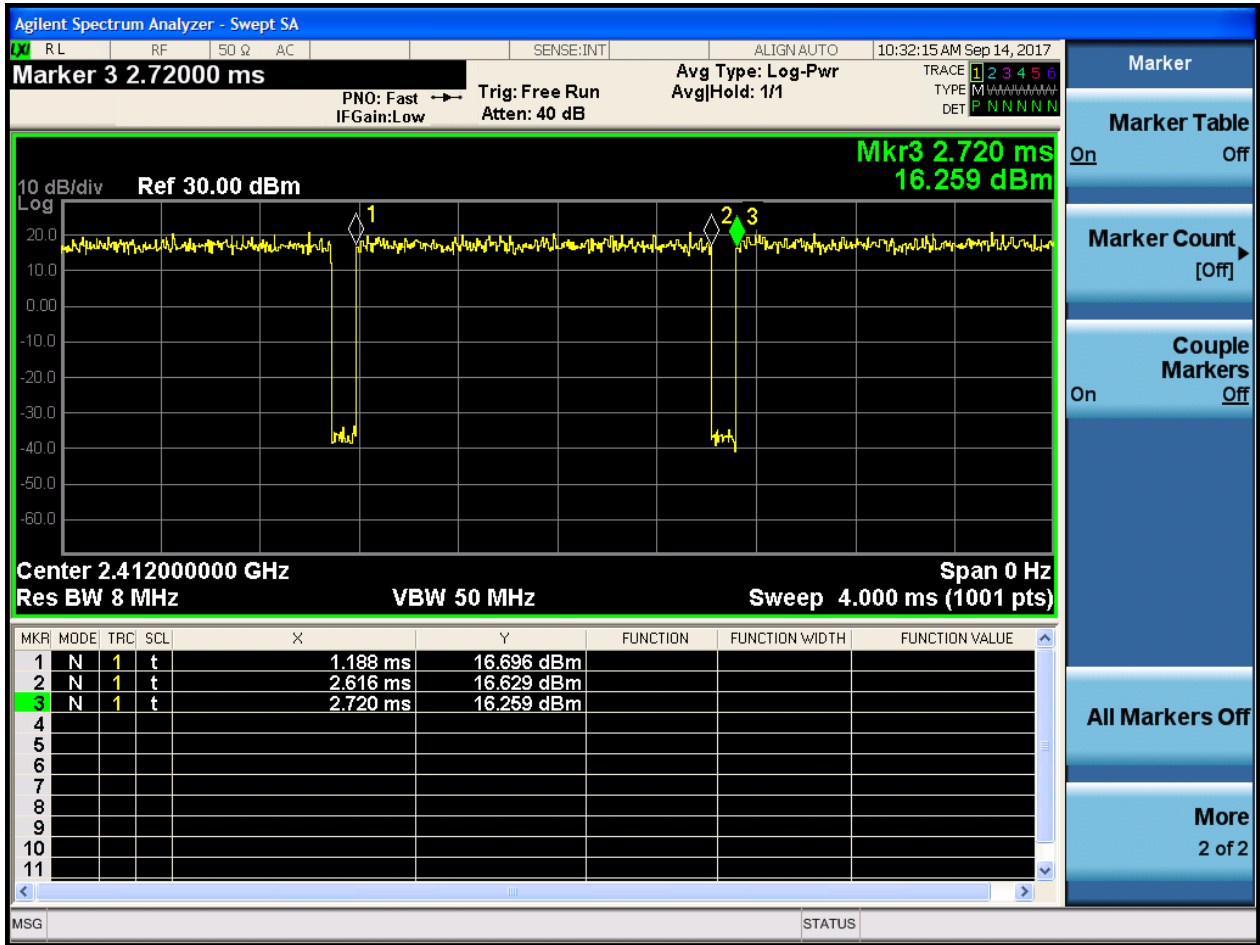 Agilent Spectrum Analyzer - Swept SA
LXI RL RF 50 Ω AC SENSE:INT ALIGN AUTO 10:32:15 AM Sep 14, 2017
Marker 3 2.72000 ms
PNO: Fast
IFGain:Low
Trig: Free Run
Atten: 40 dB
Avg Type: Log-Pwr
Avg|Hold: 1/1
TRACE 1 2 3 4 5 6
TYPE M WWWWW
DET P N N N N N
Mkr3 2.720 ms
16.259 dBm
10 dB/div Ref 30.00 dBm
Log
1
2 3
20.0
10.0
0.00
-10.0
-20.0
-30.0
-40.0
-50.0
-60.0
Center 2.412000000 GHz Span 0 Hz
Res BW 8 MHz VBW 50 MHz Sweep 4.000 ms (1001 pts)
MKR MODE TRC SCL X Y FUNCTION FUNCTION WIDTH FUNCTION VALUE
1 N 1 t 1.188 ms 16.696 dBm
2 N 1 t 2.616 ms 16.629 dBm
3 N 1 t 2.720 ms 16.259 dBm
4
5
6
7
8
9
10
11
MSG STATUS
Marker
Marker Table
On Off
Marker Count
[Off]
Couple
Markers
On Off
All Markers Off
More
2 of 2